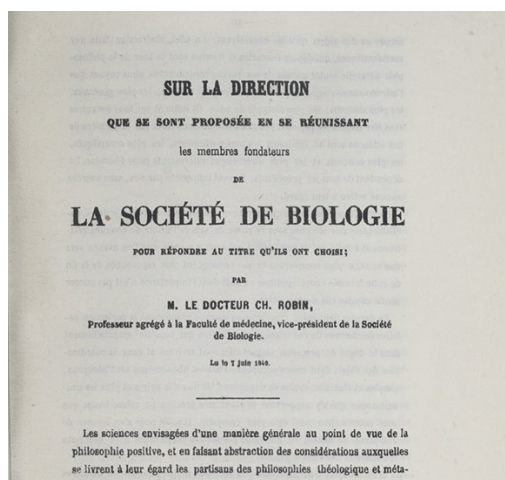 SUR LA DIRECTION
QUE SE SONT PROPOSÉE EN SE RÉUNISSANT
les membres fondateurs
DE
LA SOCIÉTÉ DE BIOLOGIE
POUR RÉPONDRE AU TITRE QU'ILS ONT CHOISI;
PAR
M. LE DOCTEUR CH. ROBIN,
Professeur agrégé à la Faculté de médecine, vice-président de la Société
de Biologie.
Lu le 7 juin 1849.
Les sciences envisagées d'une manière générale au point de vue de la
philosophie positive, et en faisant abstraction des considérations auxquelles
se livrent à leur égard les partisans des philosophies théologique et méta-